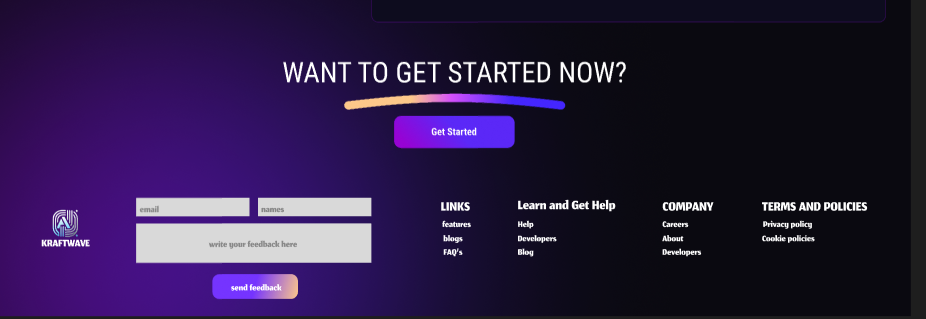 WANT TO GET STARTED NOW?
Get Started
KRAFTWAVE
email
names
write your feedback here
send feedback
LINKS
features
blogs
FAQ's
Learn and Get Help
Help
Developers
Blog
COMPANY
Careers
About
Developers
TERMS AND POLICIES
Privacy policy
Cookie policies